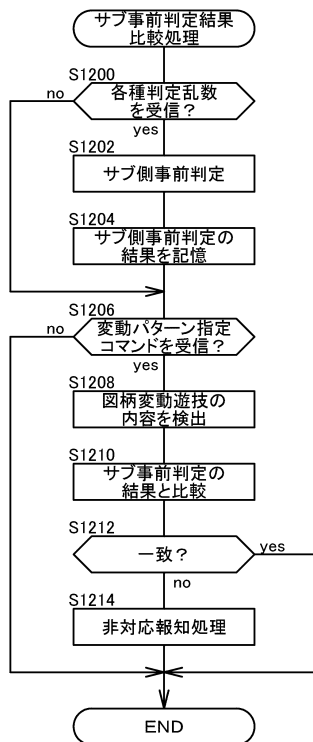 サブ事前判定結果
比較処理
S1200
no
各種判定乱数
を受信？
yes
S1202
サブ側事前判定
S1204
サブ側事前判定の
結果を記憶
S1206
no
変動パターン指定
コマンドを受信？
yes
S1208
図柄変動遊技の
内容を検出
S1210
サブ事前判定の
結果と比較
S1212
一致？
yes
no
S1214
非対応報知処理
END